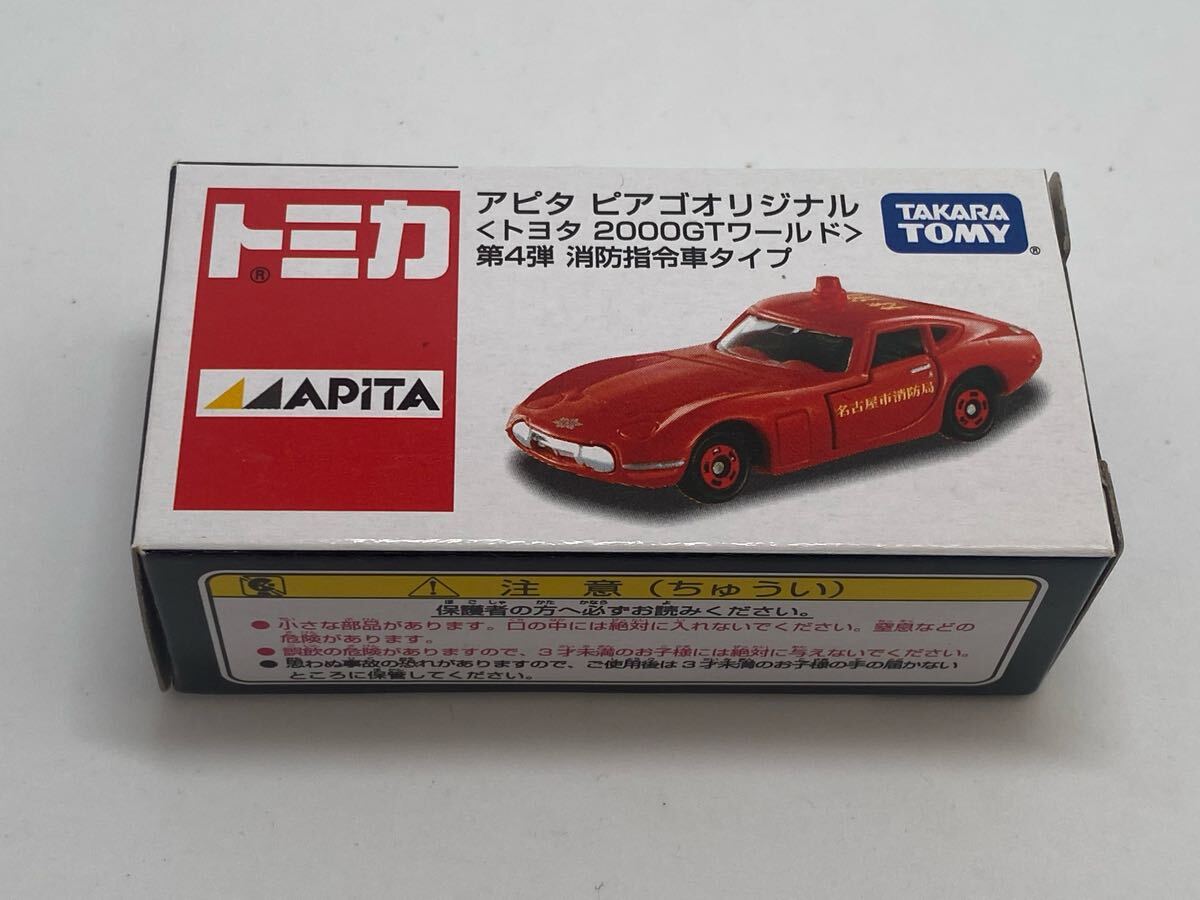 トミカ
®
APiTA
アピタ ピアゴオリジナル
<トヨタ 2000GTワールド>
第4弾 消防指令車タイプ
TAKARA
TOMY
®
名古屋市消防局
⚠ 注 意 (ちゅうい)
保護者の方へ必ずお読みください。
●小さな部品があります。口の中には絶対に入れないでください。窒息などの
危険があります。
●誤飲の危険がありますので、3才未満のお子様には絶対に与えないでください。
●思わぬ事故の恐れがありますので、ご使用後は3才未満のお子様の手の届かない
ところに保管してください。